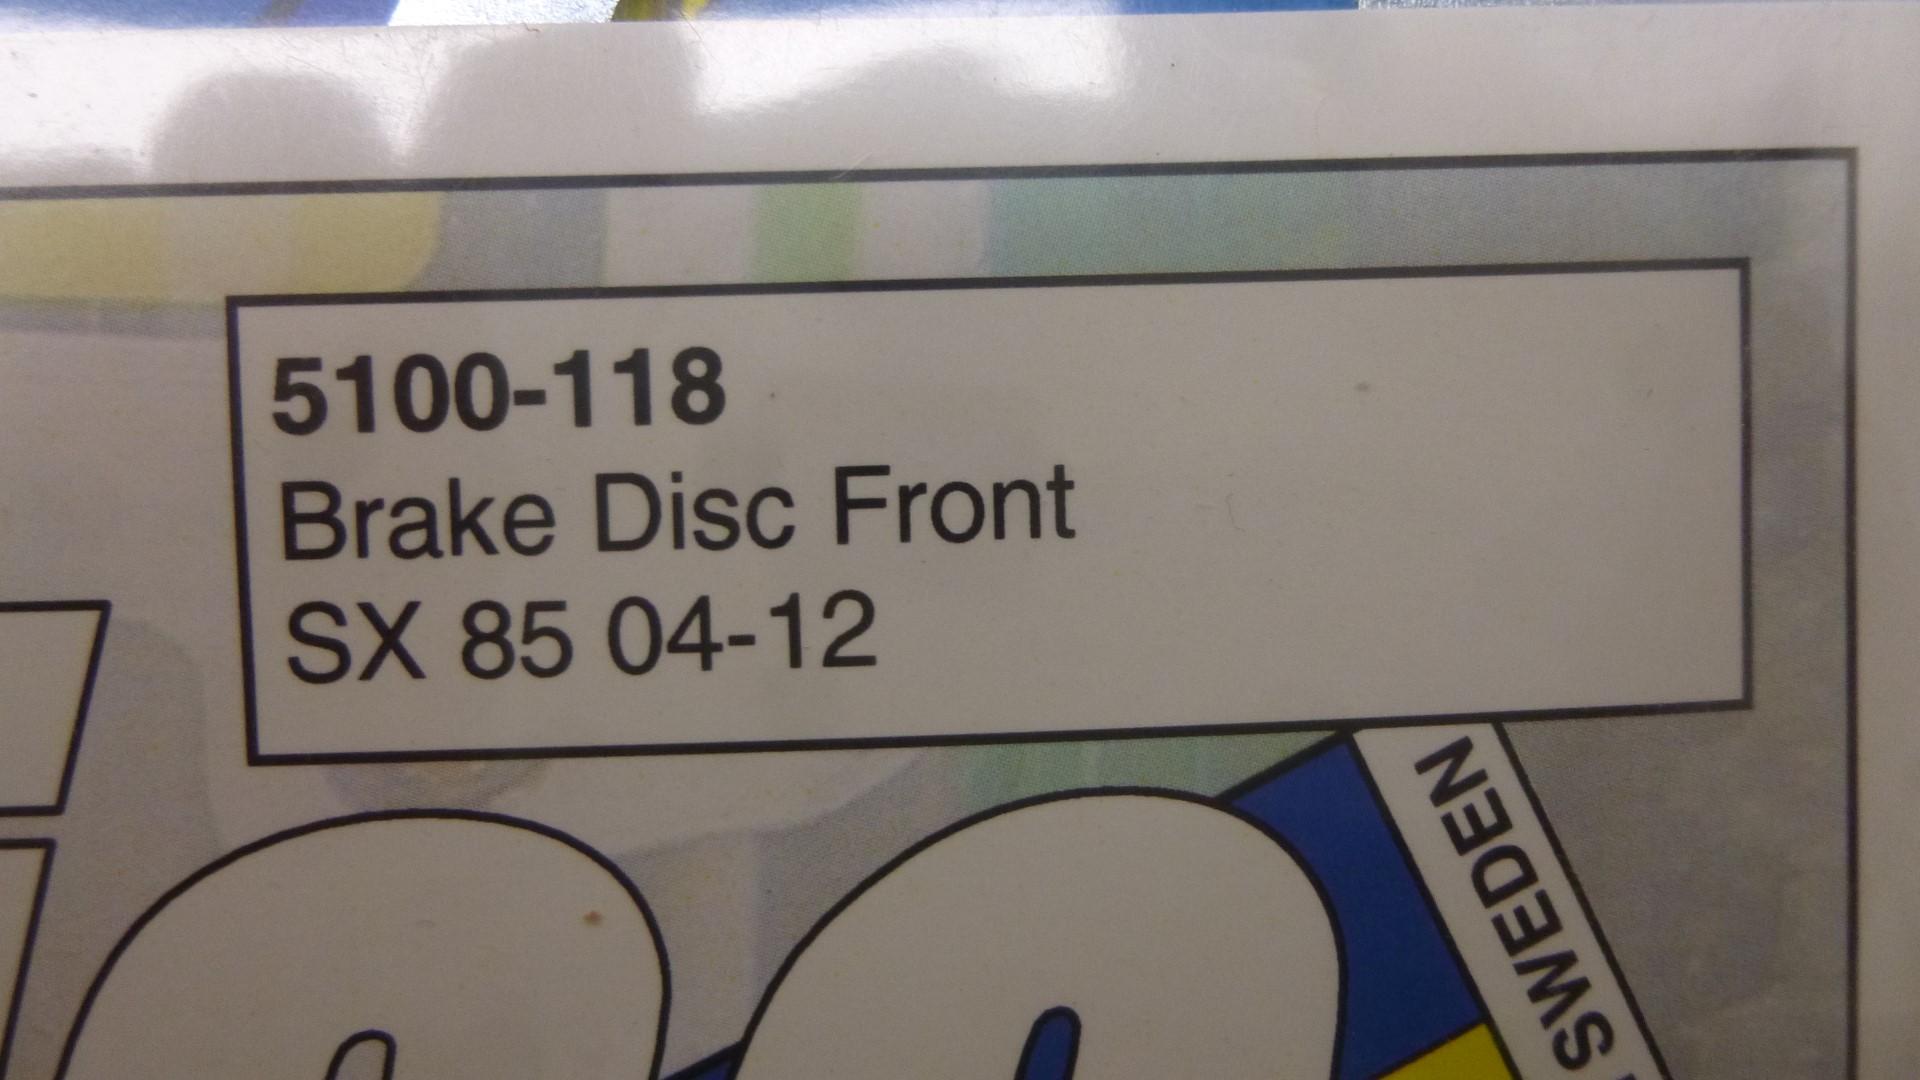 5100-118
Brake Disc Front
SX 85 04-12
SWEDEN